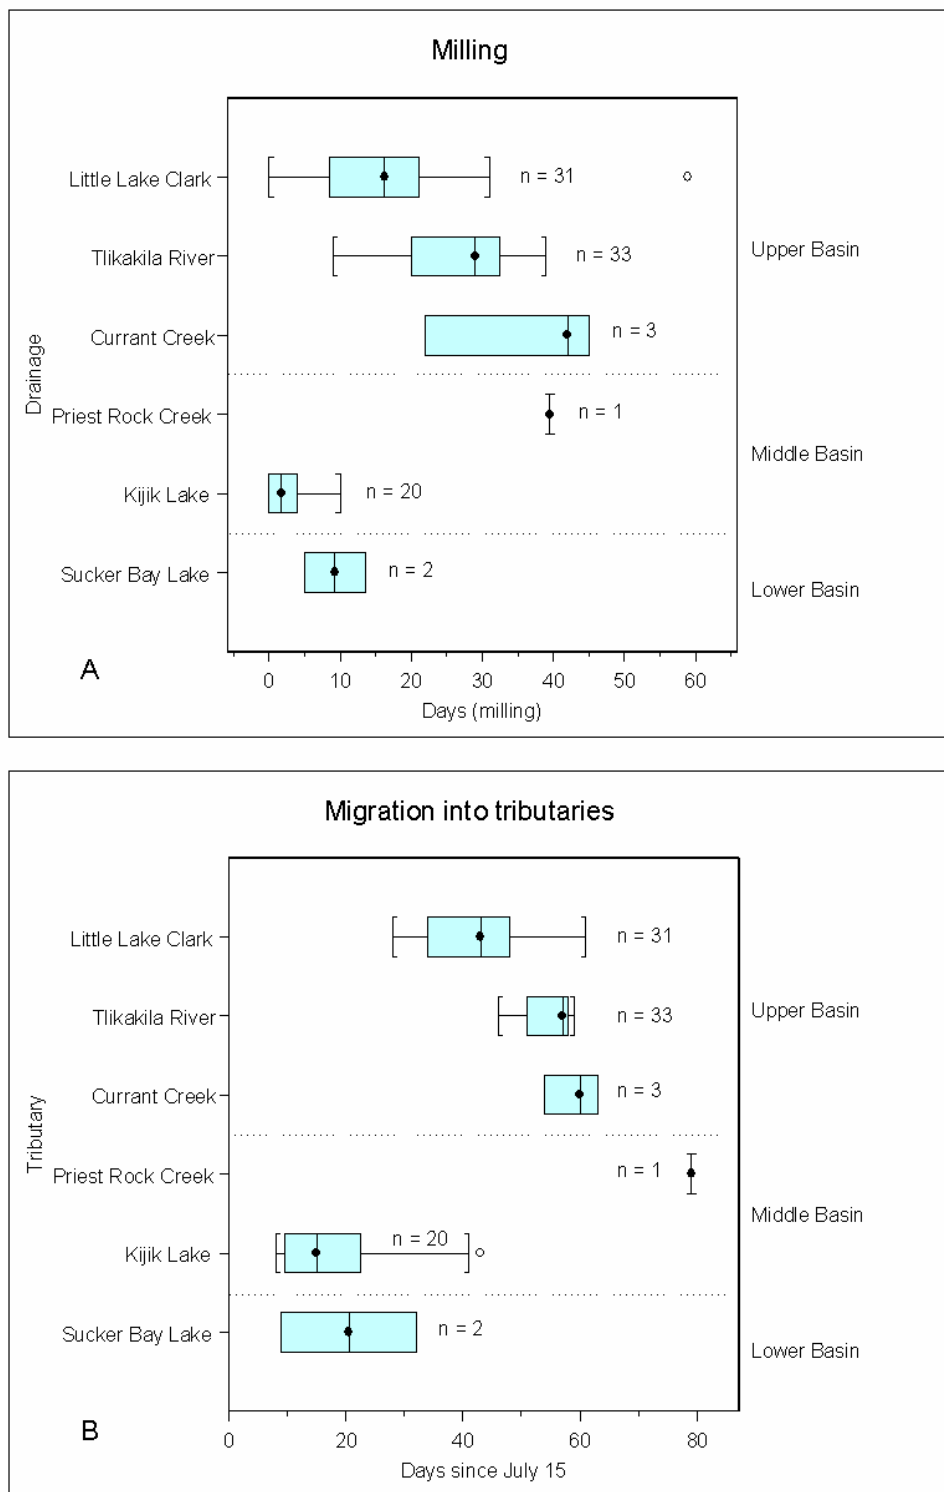 Milling
Little Lake Clark
n = 31
Tlikakila River
n = 33
Upper Basin
Currant Creek
n = 3
Drainage
Priest Rock Creek
n = 1
Middle Basin
Kijik Lake
n = 20
Sucker Bay Lake
n = 2
Lower Basin
A
0 10 20 30 40 50 60
Days (milling)
Migration into tributaries
Little Lake Clark
n = 31
Tlikakila River
n = 33
Upper Basin
Currant Creek
n = 3
Tributary
Priest Rock Creek
n = 1
Middle Basin
Kijik Lake
n = 20
Sucker Bay Lake
n = 2
Lower Basin
B
0 20 40 60 80
Days since July 15